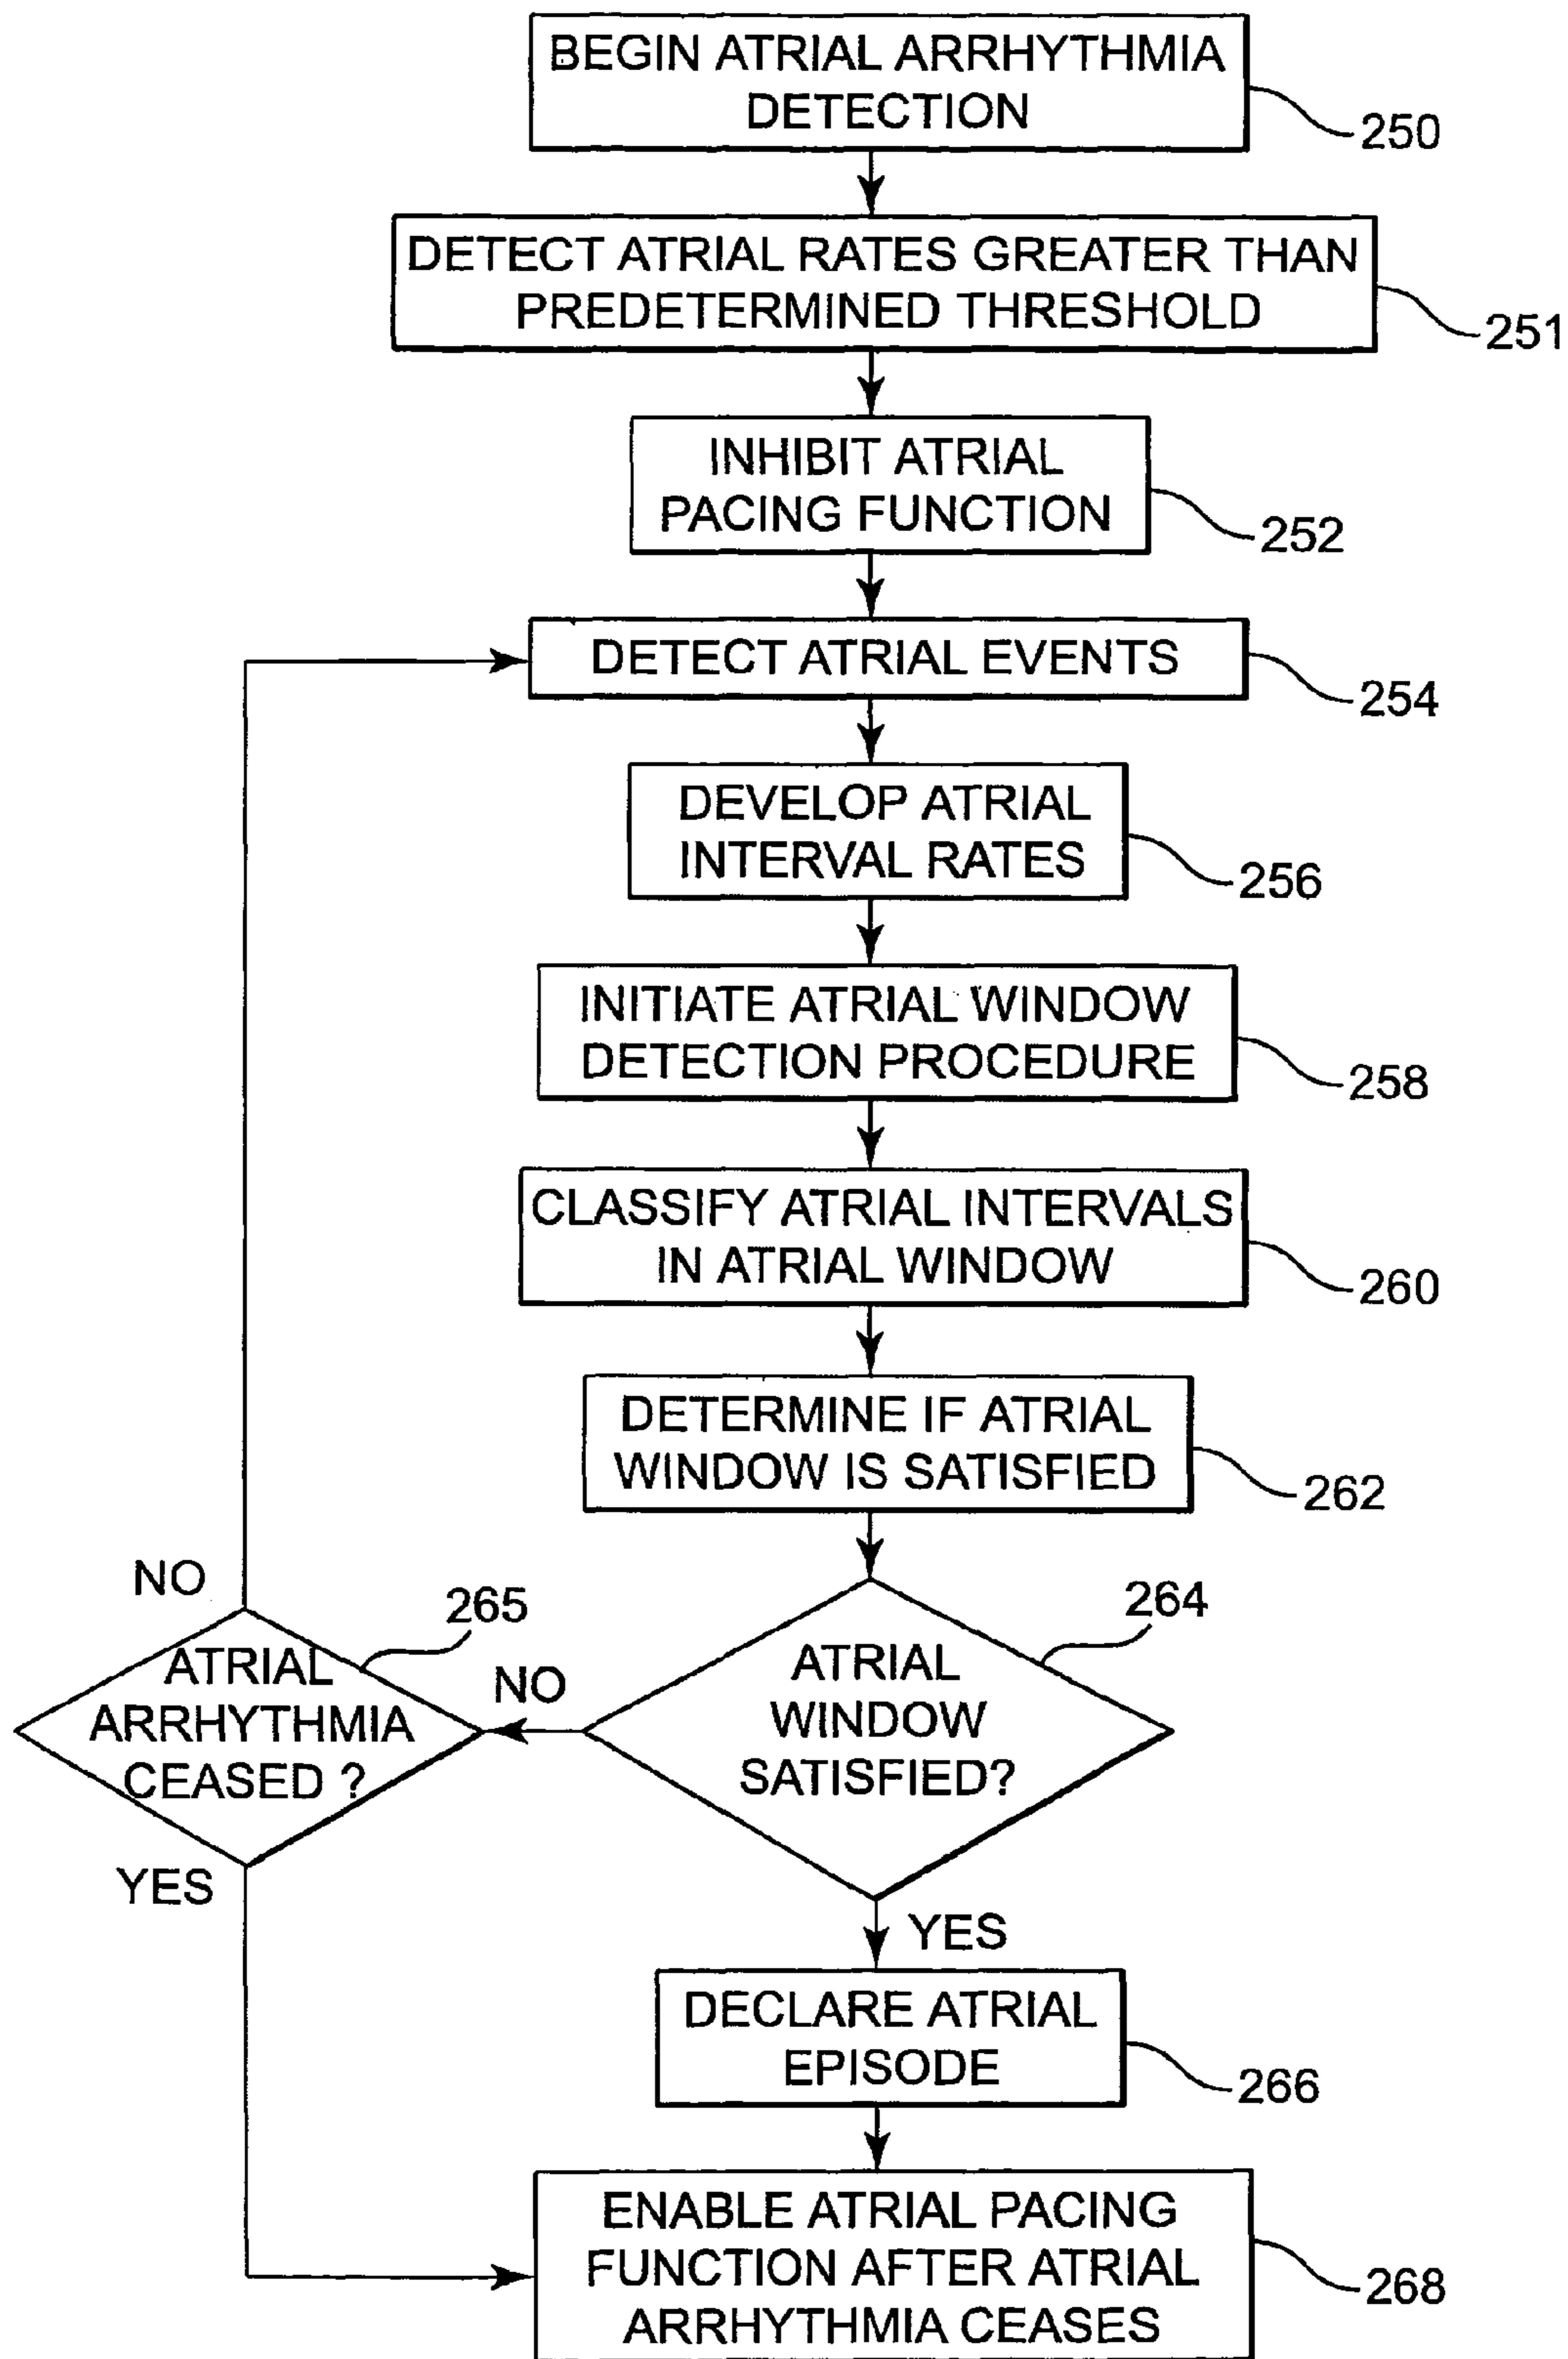 BEGIN ATRIAL ARRHYTHMIA
DETECTION
250
DETECT ATRIAL RATES GREATER THAN
PREDETERMINED THRESHOLD
251
INHIBIT ATRIAL
PACING FUNCTION
252
DETECT ATRIAL EVENTS
254
DEVELOP ATRIAL
INTERVAL RATES
256
INITIATE ATRIAL WINDOW
DETECTION PROCEDURE
258
CLASSIFY ATRIAL INTERVALS
IN ATRIAL WINDOW
260
DETERMINE IF ATRIAL
WINDOW IS SATISFIED
262
NO
265
ATRIAL
ARRHYTHMIA
CEASED ?
YES
NO
264
ATRIAL
WINDOW
SATISFIED?
YES
DECLARE ATRIAL
EPISODE
266
ENABLE ATRIAL PACING
FUNCTION AFTER ATRIAL
ARRHYTHMIA CEASES
268